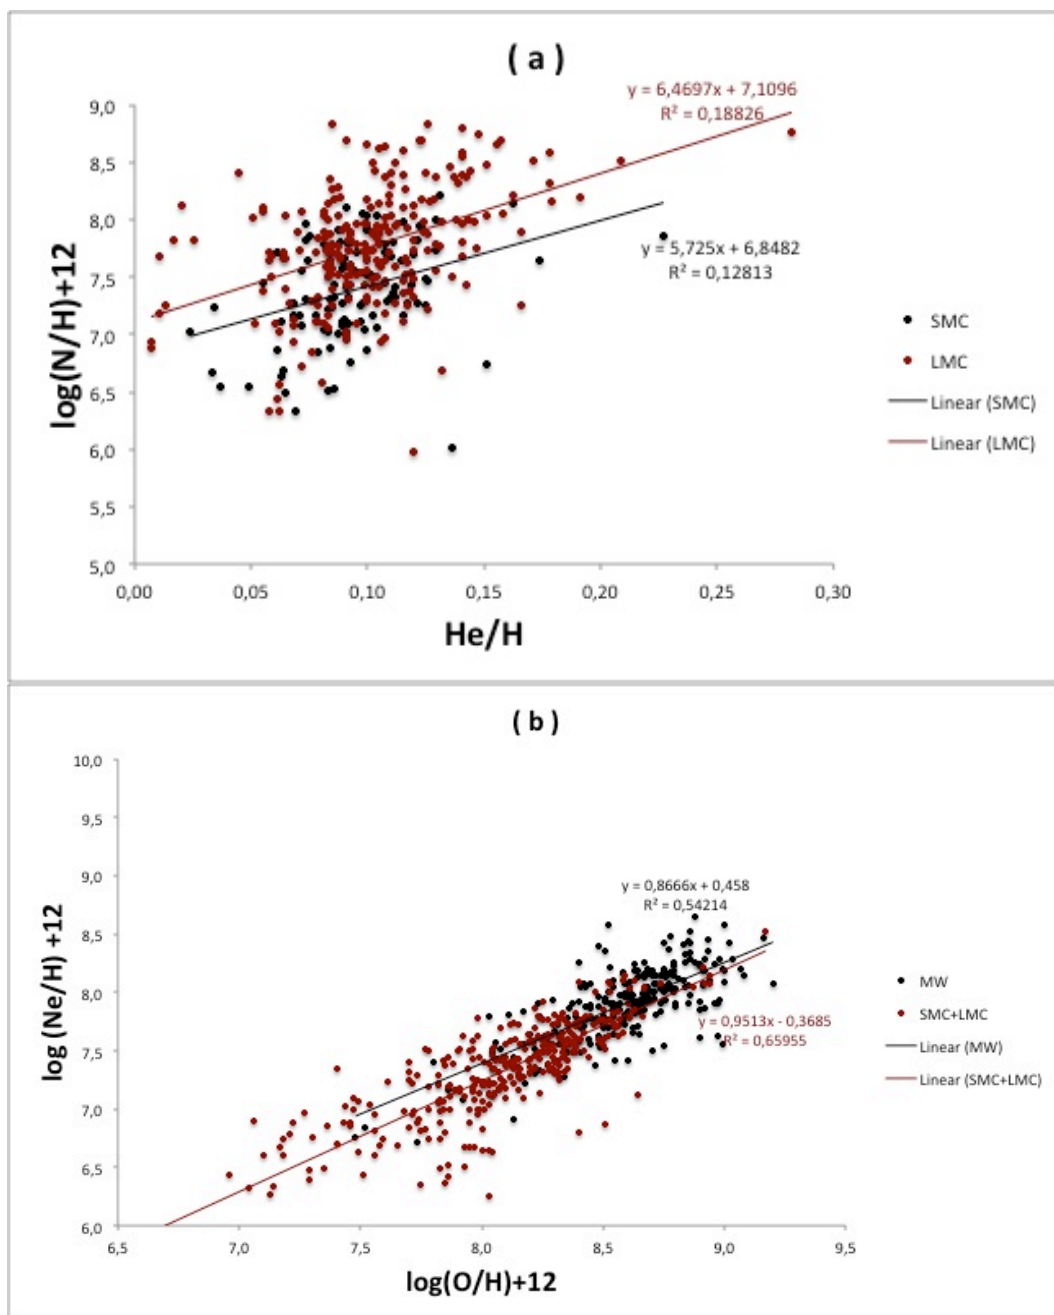 ( a )
y = 6,4697x + 7,1096
R² = 0,18826
9,0
8,5
8,0
7,5
7,0
6,5
6,0
5,5
5,0
log(N/H)+12
y = 5,725x + 6,8482
R² = 0,12813
SMC
LMC
Linear (SMC)
Linear (LMC)
0,00 0,05 0,10 0,15 0,20 0,25 0,30
He/H
( b )
10,0
9,5
9,0
8,5
8,0
7,5
7,0
6,5
6,0
log (Ne/H) +12
y = 0,8666x + 0,458
R² = 0,54214
y = 0,9513x - 0,3685
R² = 0,65955
MW
SMC+LMC
Linear (MW)
Linear (SMC+LMC)
6,5 7,0 7,5 8,0 8,5 9,0 9,5
log(O/H)+12